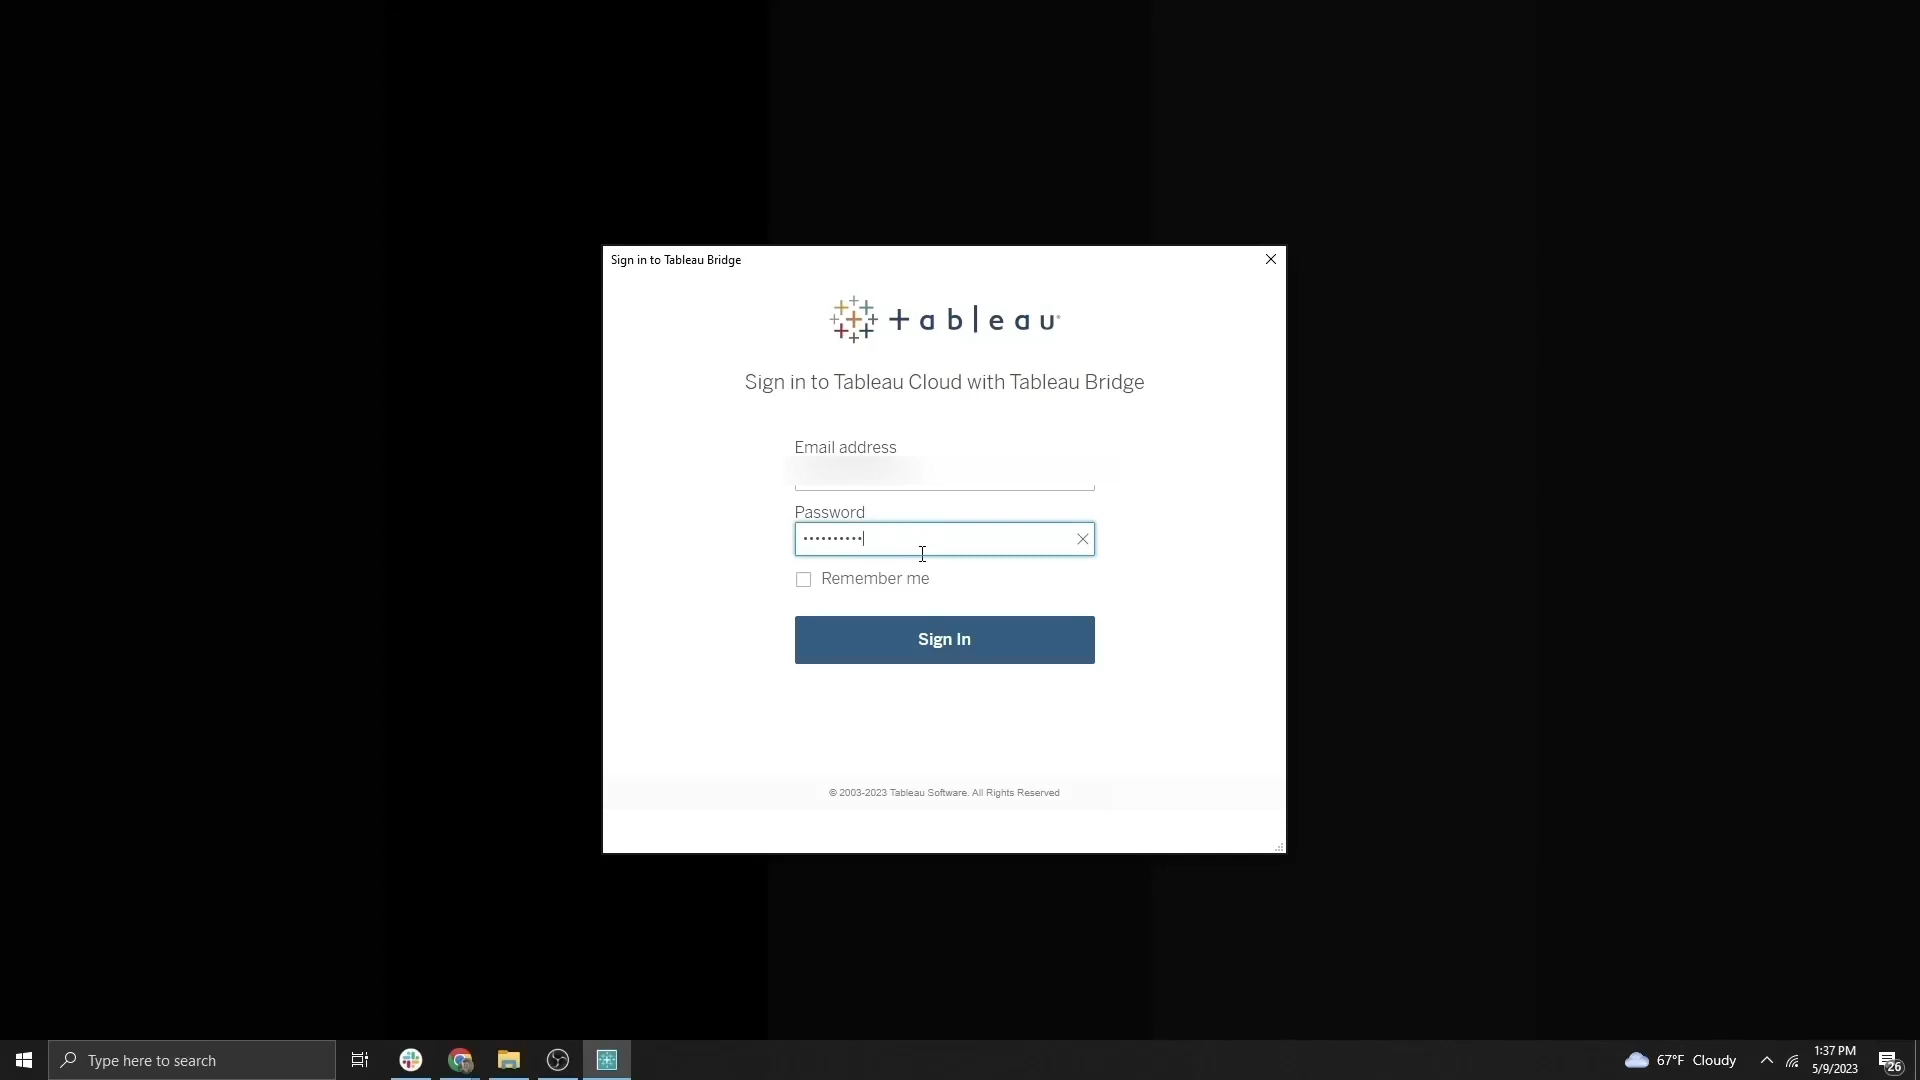 Sign in to Tableau Bridge
+ableau
Sign in to Tableau Cloud with Tableau Bridge
Email address
Password
••••••••••
Remember me
Sign In
© 2003-2023 Tableau Software. All Rights Reserved
Type here to search
67°F Cloudy
1:37 PM
5/9/2023
26